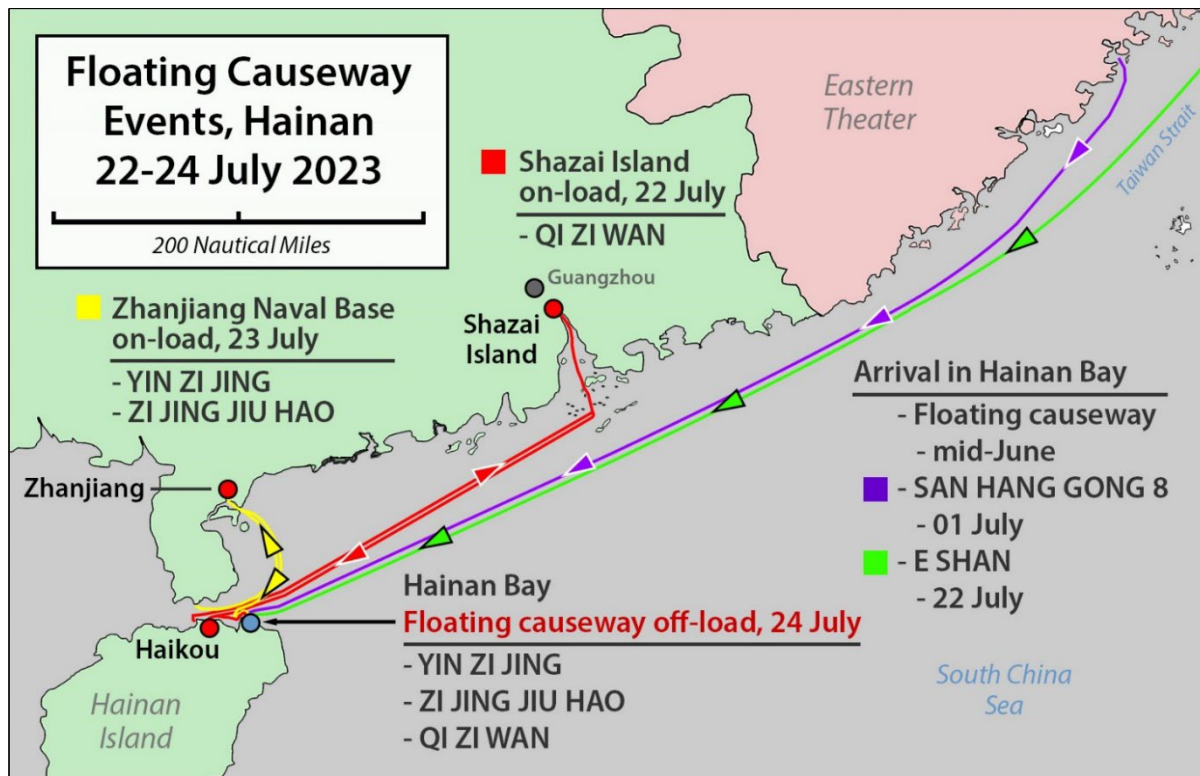 Floating Causeway
Events, Hainan
22-24 July 2023
200 Nautical Miles
Eastern
Theater
Taiwan Strait
Shazai Island
on-load, 22 July
- QI ZI WAN
Guangzhou
Shazai
Island
Zhanjiang Naval Base
on-load, 23 July
- YIN ZI JING
- ZI JING JIU HAO
Arrival in Hainan Bay
- Floating causeway
- mid-June
- SAN HANG GONG 8
- 01 July
- E SHAN
- 22 July
Zhanjiang
Hainan Bay
Floating causeway off-load, 24 July
- YIN ZI JING
- ZI JING JIU HAO
- QI ZI WAN
Haikou
Hainan
Island
South China
Sea